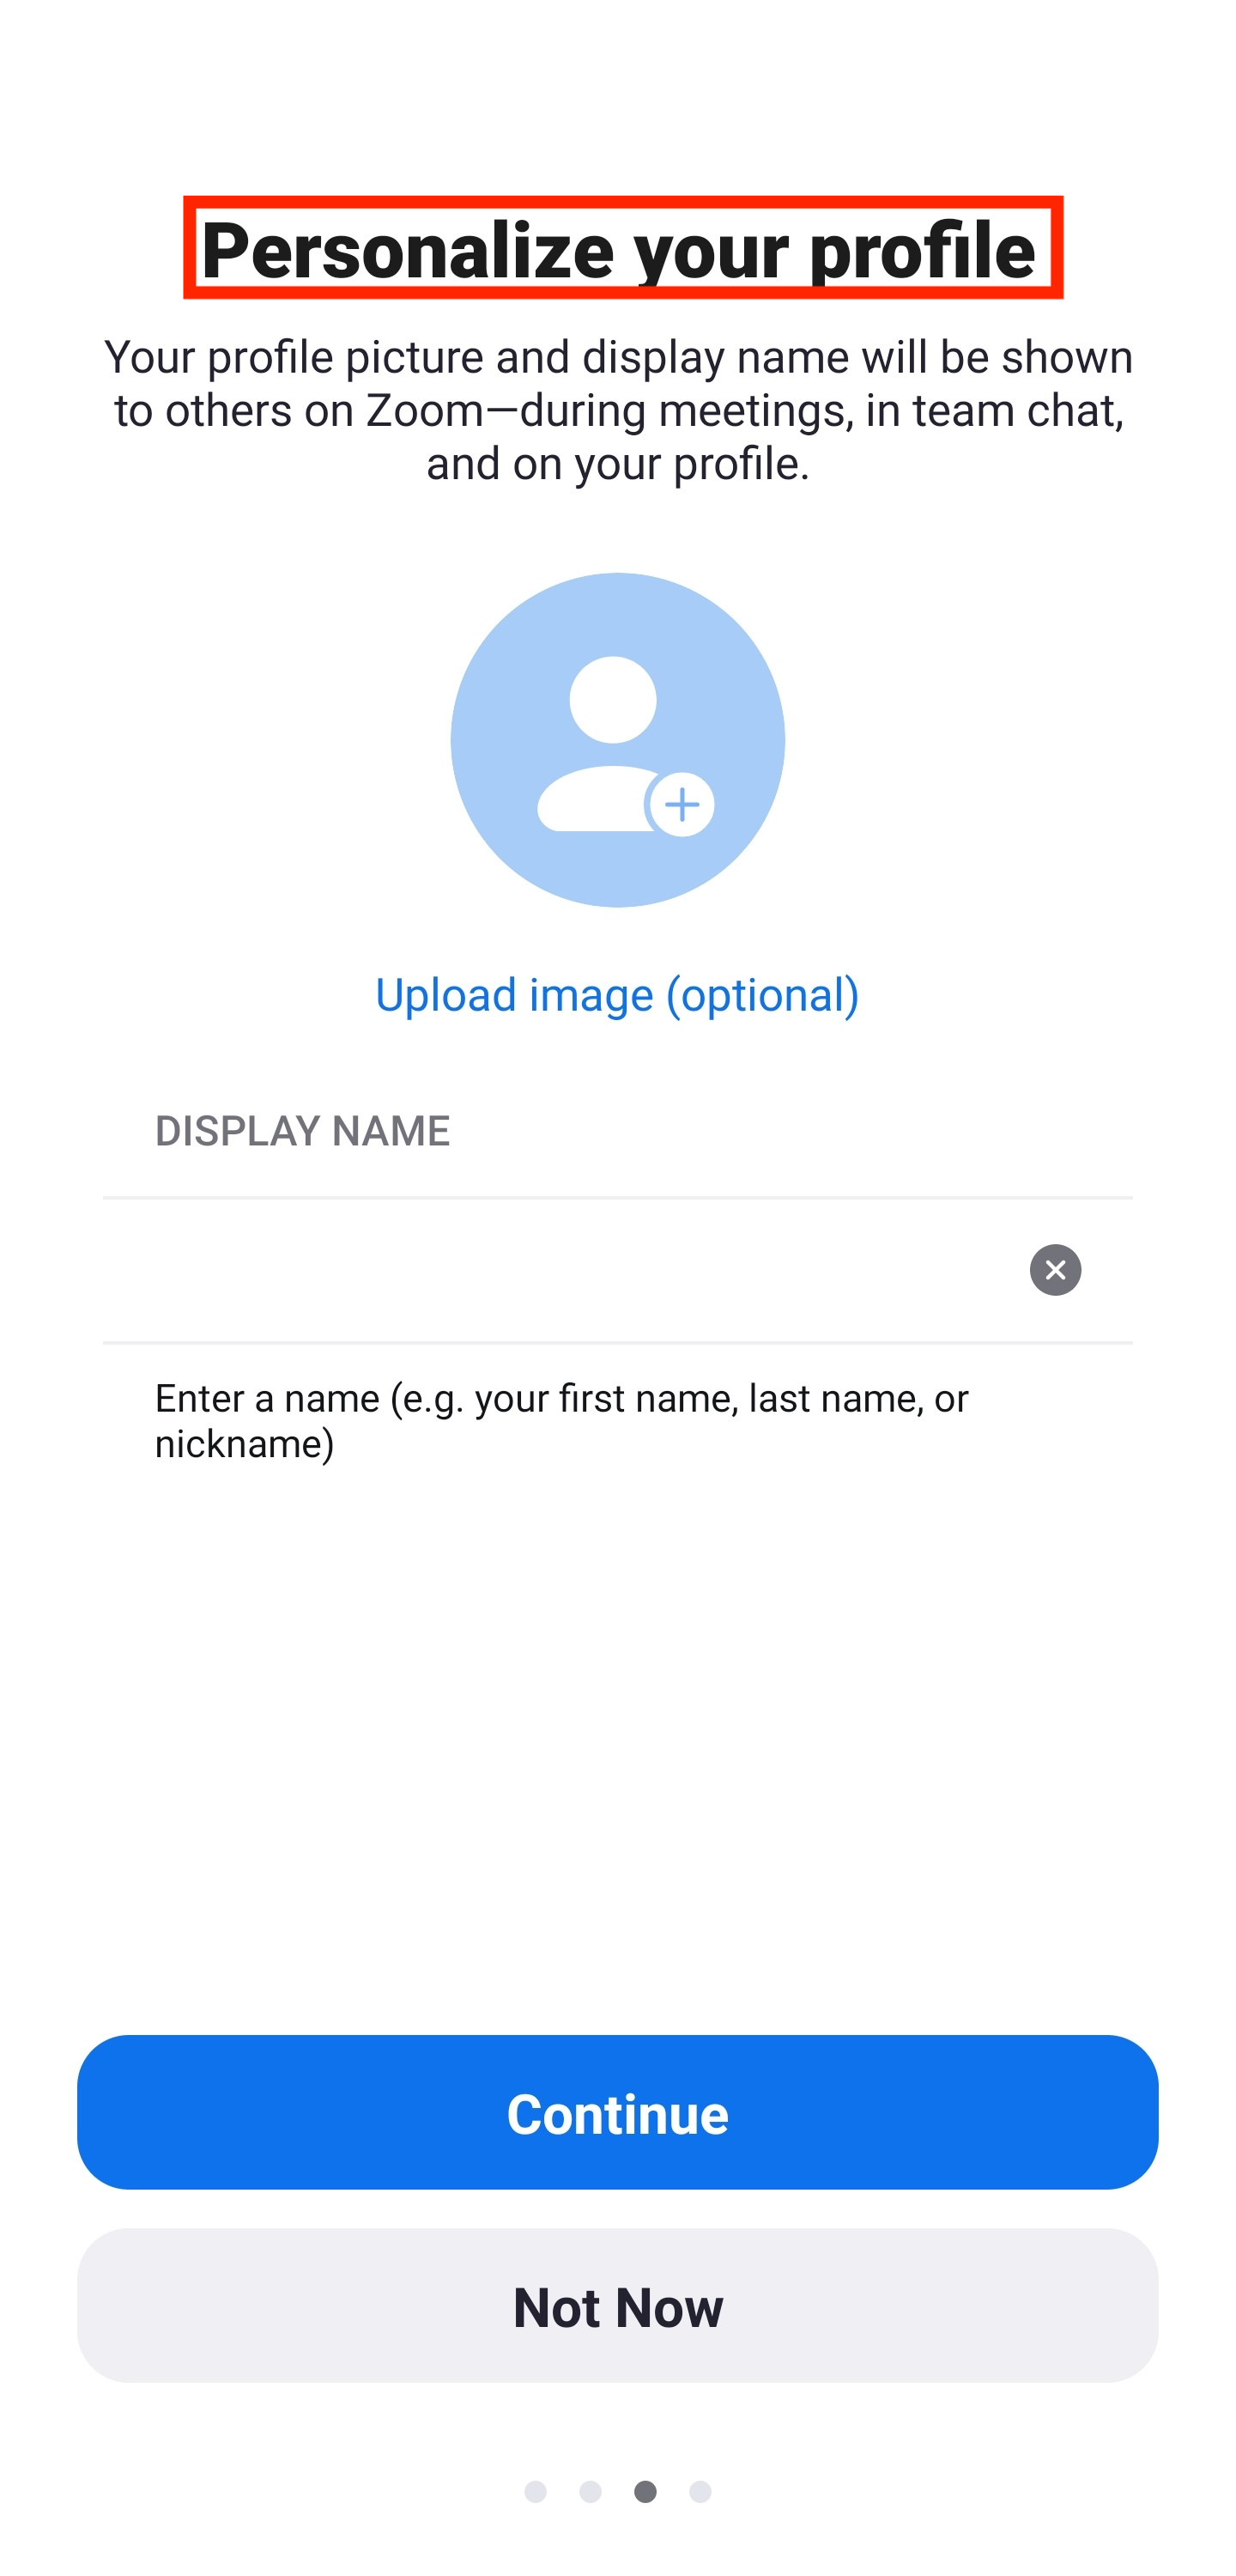 Personalize your profile
Your profile picture and display name will be shown
to others on Zoom—during meetings, in team chat,
and on your profile.
Upload image (optional)
DISPLAY NAME
Enter a name (e.g. your first name, last name, or
nickname)
Continue
Not Now